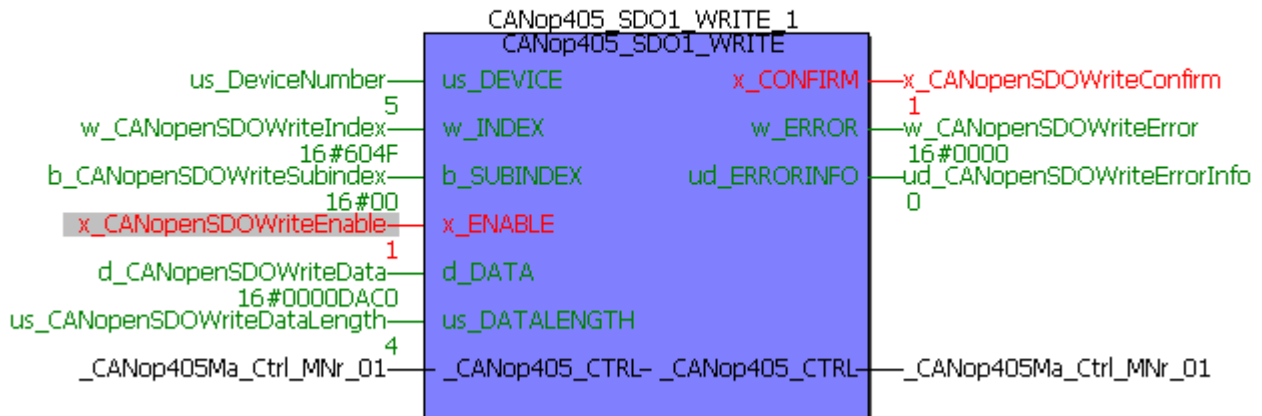 CANop405_SDO1_WRITE_1
CANop405_SDO1_WRITE
us_DeviceNumber us_DEVICE x_CONFIRM x_CANopenSDOWriteConfirm
5 1
w_CANopenSDOWriteIndex w_INDEX w_ERROR w_CANopenSDOWriteError
16#604F 16#0000
b_CANopenSDOWriteSubindex b_SUBINDEX ud_ERRORINFO ud_CANopenSDOWriteErrorInfo
16#00 0
x_CANopenSDOWriteEnable x_ENABLE
1
d_CANopenSDOWriteData d_DATA
16#0000DAC0
us_CANopenSDOWriteDataLength us_DATALENGTH
4
_CANop405Ma_Ctrl_MNr_01 _CANop405_CTRL _CANop405_CTRL _CANop405Ma_Ctrl_MNr_01